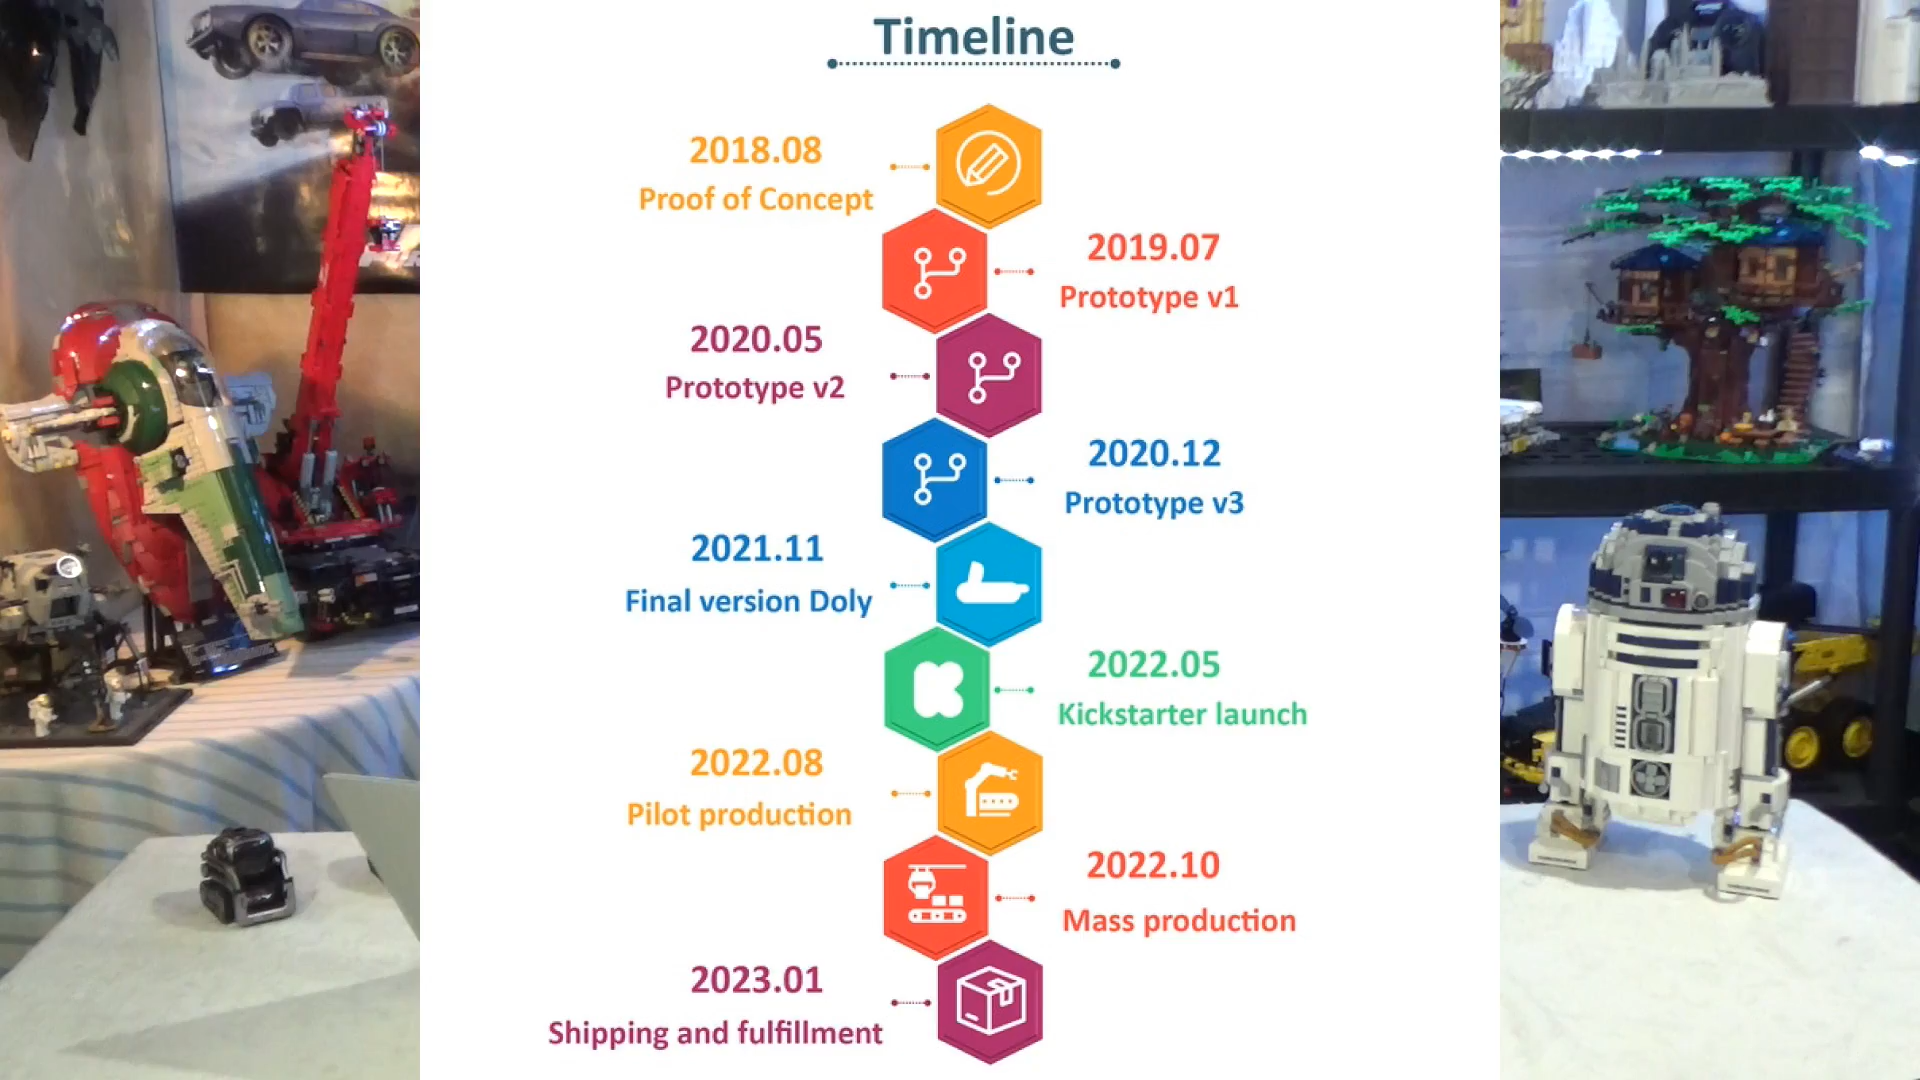 Timeline
2018.08
Proof of Concept
2019.07
Prototype v1
2020.05
Prototype v2
2020.12
Prototype v3
2021.11
Final version Doly
2022.05
Kickstarter launch
2022.08
Pilot production
2022.10
Mass production
2023.01
Shipping and fulfillment